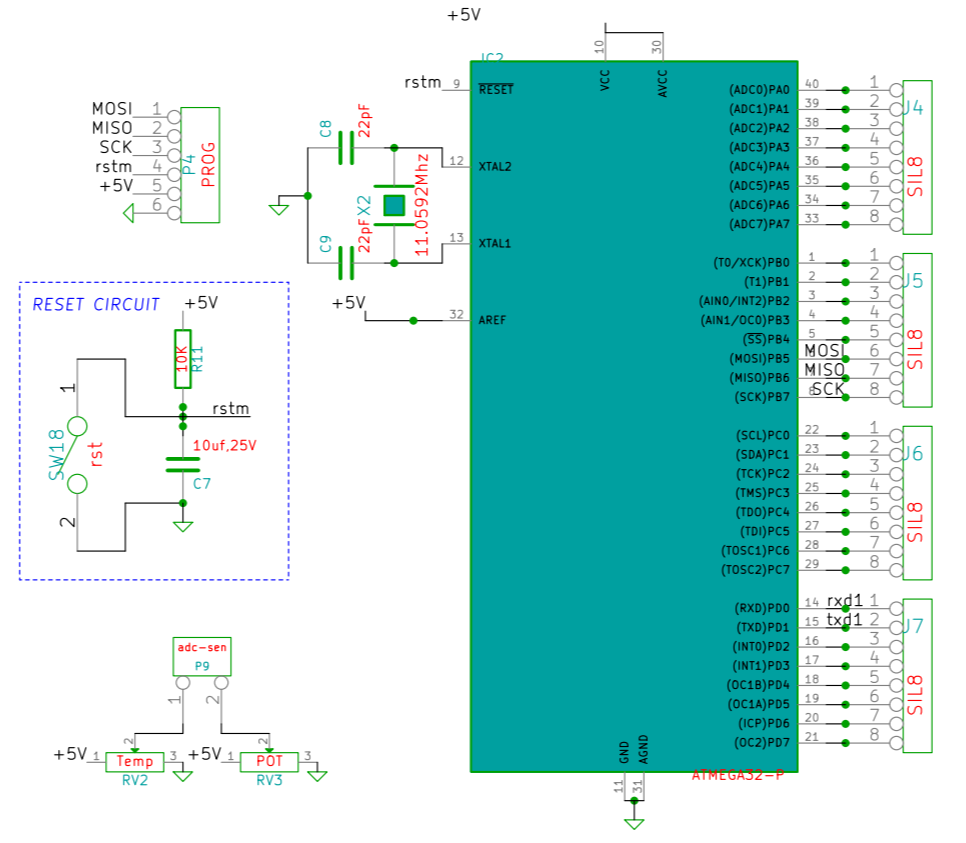 +5V
IC2
10
30
VCC
AVCC
rstm
9
RESET
C8
22pF
12
XTAL2
X2
11.0592Mhz
C9
22pF
13
XTAL1
+5V
32
AREF
MOSI 1
MISO 2
SCK 3
rstm 4
+5V 5
6
P4
PROG
RESET CIRCUIT
+5V
10K
R11
rstm
10uf,25V
C7
1
SW18
rst
2
adc-sen
P9
1
2
+5V 1
2
Temp
3
RV2
+5V 1
2
POT
3
RV3
(ADC0)PA0 40 1
(ADC1)PA1 39 2
(ADC2)PA2 38 3
(ADC3)PA3 37 4
(ADC4)PA4 36 5
(ADC5)PA5 35 6
(ADC6)PA6 34 7
(ADC7)PA7 33 8
J4
SIL8
(T0/XCK)PB0 1 1
(T1)PB1 2 2
(AIN0/INT2)PB2 3 3
(AIN1/OC0)PB3 4 4
(SS)PB4 5 5
(MOSI)PB5 MOSI 6
(MISO)PB6 MISO 7
(SCK)PB7 8 SCK 8
J5
SIL8
(SCL)PC0 22 1
(SDA)PC1 23 2
(TCK)PC2 24 3
(TMS)PC3 25 4
(TDO)PC4 26 5
(TDI)PC5 27 6
(TOSC1)PC6 28 7
(TOSC2)PC7 29 8
J6
SIL8
(RXD)PD0 14 rxd1 1
(TXD)PD1 15 txd1 2
(INT0)PD2 16 3
(INT1)PD3 17 4
(OC1B)PD4 18 5
(OC1A)PD5 19 6
(ICP)PD6 20 7
(OC2)PD7 21 8
J7
SIL8
GND
AGND
11
31
ATMEGA32-P